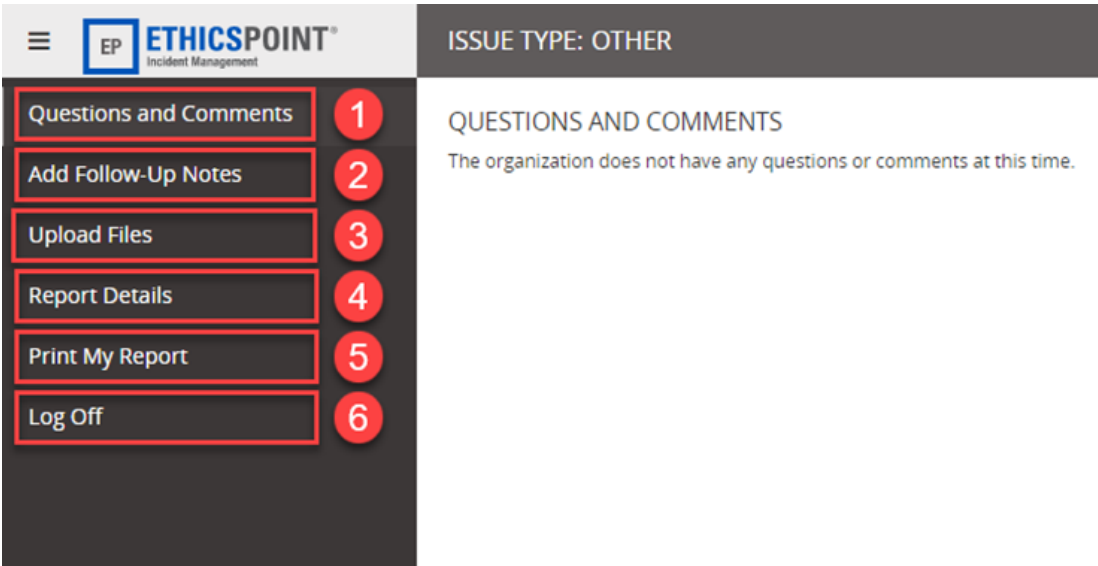 EP
ETHICSPOINT®
Incident Management
ISSUE TYPE: OTHER
Questions and Comments 1
Add Follow-Up Notes 2
Upload Files 3
Report Details 4
Print My Report 5
Log Off 6
QUESTIONS AND COMMENTS
The organization does not have any questions or comments at this time.